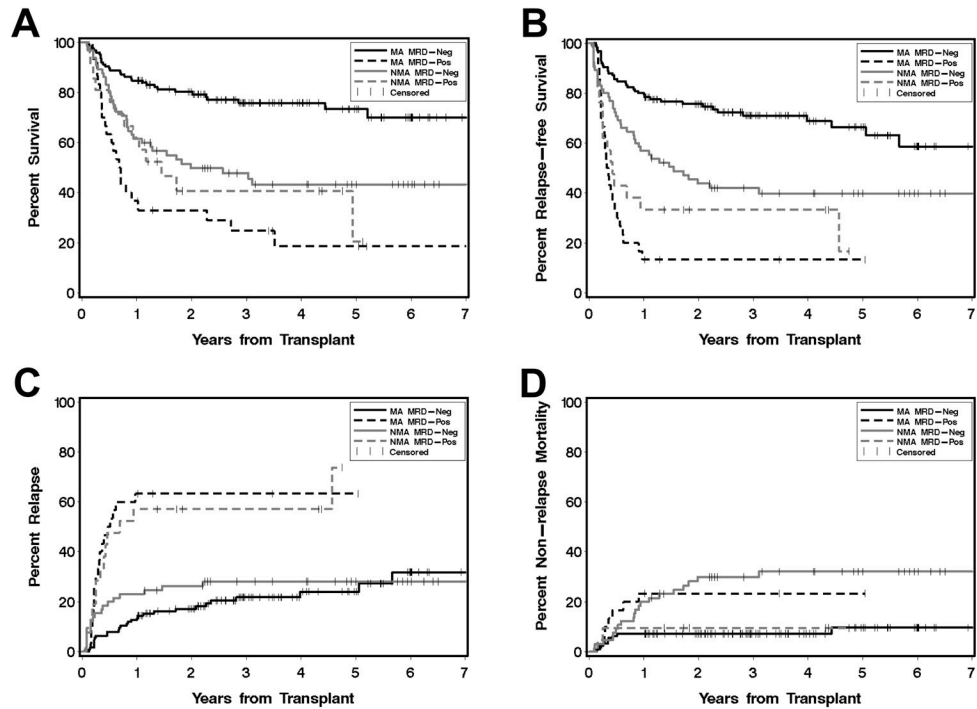 A
Percent Survival
100
80
60
40
20
0
MA MRD-Neg
MA MRD-Pos
NMA MRD-Neg
NMA MRD-Pos
Censored
0 1 2 3 4 5 6 7
Years from Transplant
B
Percent Relapse-free Survival
100
80
60
40
20
0
MA MRD-Neg
MA MRD-Pos
NMA MRD-Neg
NMA MRD-Pos
Censored
0 1 2 3 4 5 6 7
Years from Transplant
C
Percent Relapse
100
80
60
40
20
0
MA MRD-Neg
MA MRD-Pos
NMA MRD-Neg
NMA MRD-Pos
Censored
0 1 2 3 4 5 6 7
Years from Transplant
D
Percent Non-relapse Mortality
100
80
60
40
20
0
MA MRD-Neg
MA MRD-Pos
NMA MRD-Neg
NMA MRD-Pos
Censored
0 1 2 3 4 5 6 7
Years from Transplant